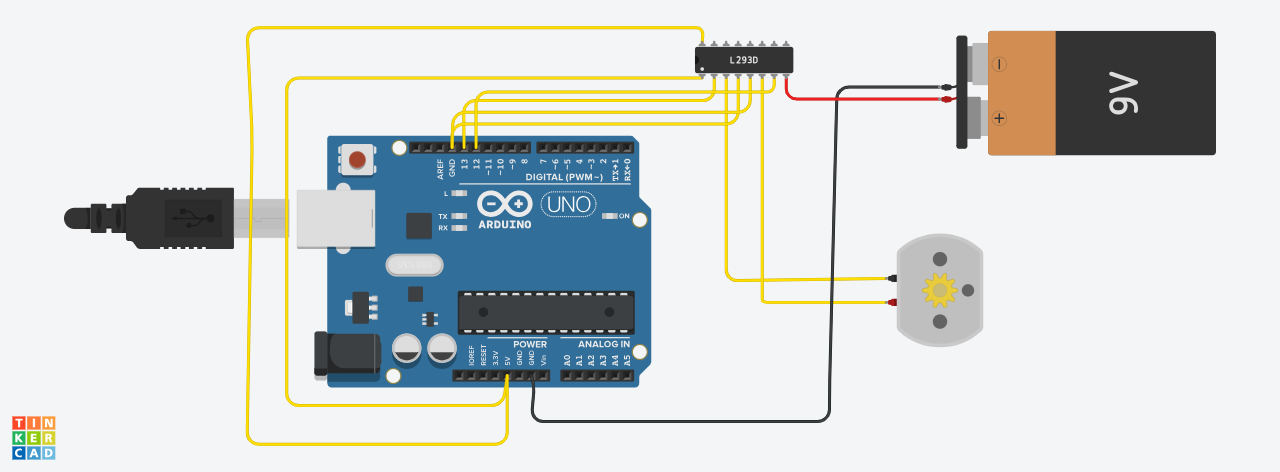 L293D
9V
AREF
GND
13
12
~11
~10
~9
8
7
~6
~5
4
~3
2
TX→1
RX←0
DIGITAL (PWM~)
L
TX
RX
UNO
ARDUINO
ON
POWER
ANALOG IN
IOREF
RESET
3.3V
5V
GND
GND
Vin
A0
A1
A2
A3
A4
A5
TIN
KER
CAD